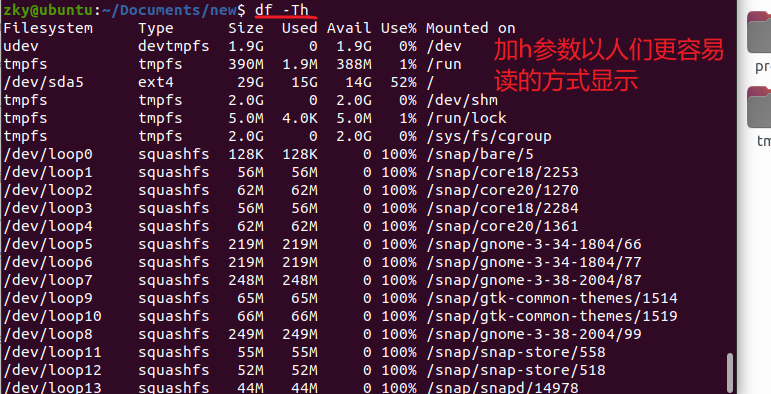 zky@ubuntu:~/Documents/new$ df -Th
Filesystem Type Size Used Avail Use% Mounted on
udev devtmpfs 1.9G 0 1.9G 0% /dev
tmpfs tmpfs 390M 1.9M 388M 1% /run
/dev/sda5 ext4 29G 15G 14G 52% /
tmpfs tmpfs 2.0G 0 2.0G 0% /dev/shm
tmpfs tmpfs 5.0M 4.0K 5.0M 1% /run/lock
tmpfs tmpfs 2.0G 0 2.0G 0% /sys/fs/cgroup
/dev/loop0 squashfs 128K 128K 0 100% /snap/bare/5
/dev/loop1 squashfs 56M 56M 0 100% /snap/core18/2253
/dev/loop2 squashfs 62M 62M 0 100% /snap/core20/1270
/dev/loop3 squashfs 56M 56M 0 100% /snap/core18/2284
/dev/loop4 squashfs 62M 62M 0 100% /snap/core20/1361
/dev/loop5 squashfs 219M 219M 0 100% /snap/gnome-3-34-1804/66
/dev/loop6 squashfs 219M 219M 0 100% /snap/gnome-3-34-1804/77
/dev/loop7 squashfs 248M 248M 0 100% /snap/gnome-3-38-2004/87
/dev/loop9 squashfs 65M 65M 0 100% /snap/gtk-common-themes/1514
/dev/loop10 squashfs 66M 66M 0 100% /snap/gtk-common-themes/1519
/dev/loop8 squashfs 249M 249M 0 100% /snap/gnome-3-38-2004/99
/dev/loop11 squashfs 55M 55M 0 100% /snap/snap-store/558
/dev/loop12 squashfs 52M 52M 0 100% /snap/snap-store/518
/dev/loop13 squashfs 44M 44M 0 100% /snap/snapd/14978
加h参数以人们更容易
读的方式显示
pr
tm